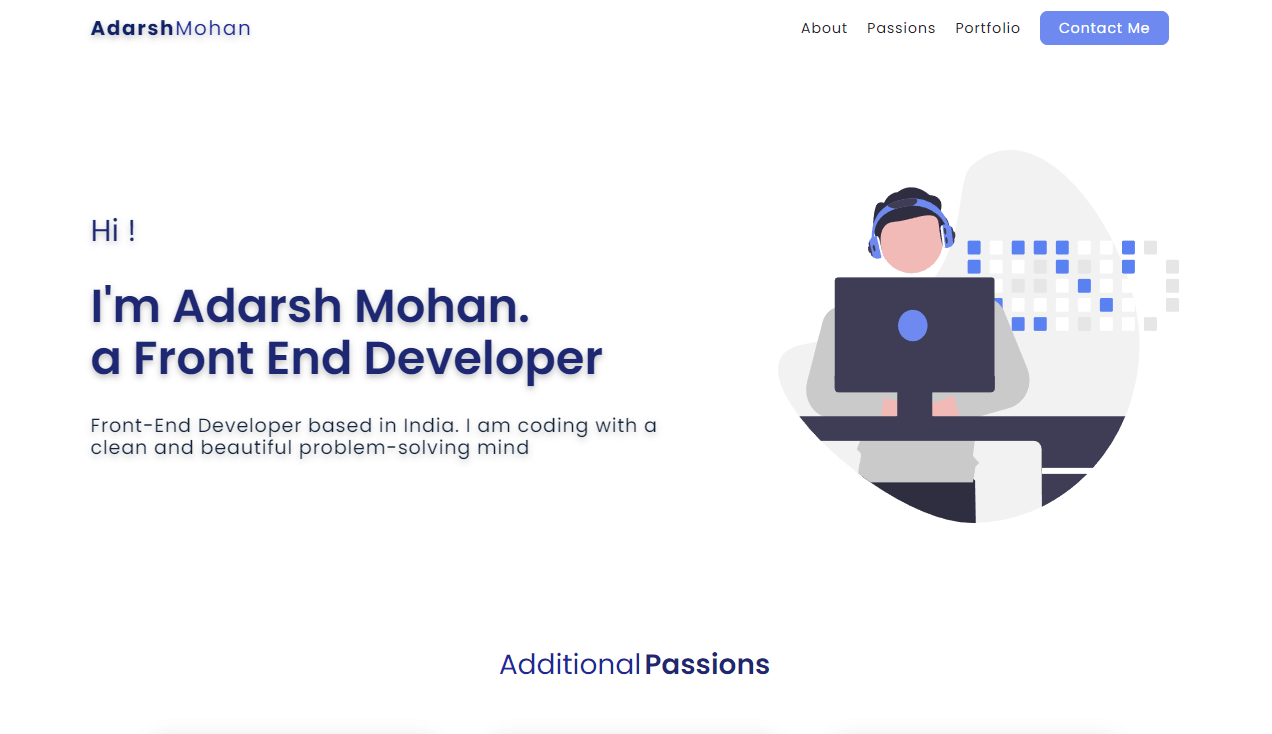 AdarshMohan
About Passions Portfolio Contact Me
Hi !
I'm Adarsh Mohan.
a Front End Developer
Front-End Developer based in India. I am coding with a
clean and beautiful problem-solving mind
Additional Passions